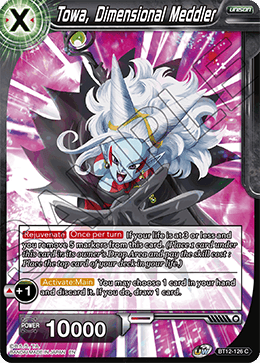 X
Towa, Dimensional Meddler
UNISON
Rejuvenate Once per turn If your life is at 8 or less and
you remove 5 markers from this card. (Place 1 card under
this card in its owner's Drop Area and pay the skill cost :
Place the top card of your deck in your life.)
+1 Activate:Main You may choose 1 card in your hand
and discard it. If you do, draw 1 card.
POWER 10000
BT12-126 C